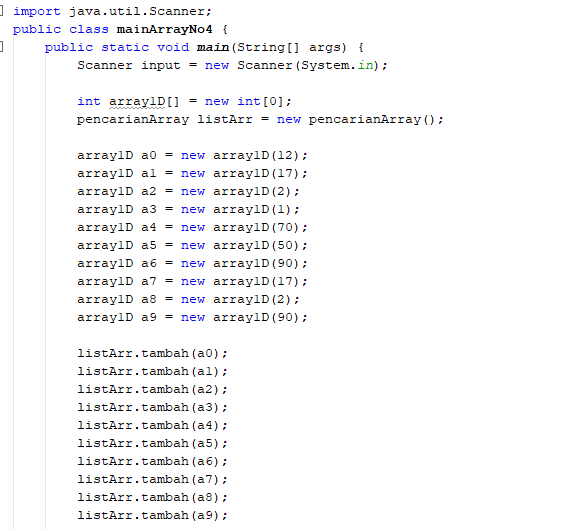 import java.util.Scanner;
public class mainArrayNo4 {
public static void main(String[] args) {
Scanner input = new Scanner(System.in);
int array1D[] = new int[0];
pencarianArray listArr = new pencarianArray();
array1D a0 = new array1D(12);
array1D a1 = new array1D(17);
array1D a2 = new array1D(2);
array1D a3 = new array1D(1);
array1D a4 = new array1D(70);
array1D a5 = new array1D(50);
array1D a6 = new array1D(90);
array1D a7 = new array1D(17);
array1D a8 = new array1D(2);
array1D a9 = new array1D(90);
listArr.tambah(a0);
listArr.tambah(a1);
listArr.tambah(a2);
listArr.tambah(a3);
listArr.tambah(a4);
listArr.tambah(a5);
listArr.tambah(a6);
listArr.tambah(a7);
listArr.tambah(a8);
listArr.tambah(a9);